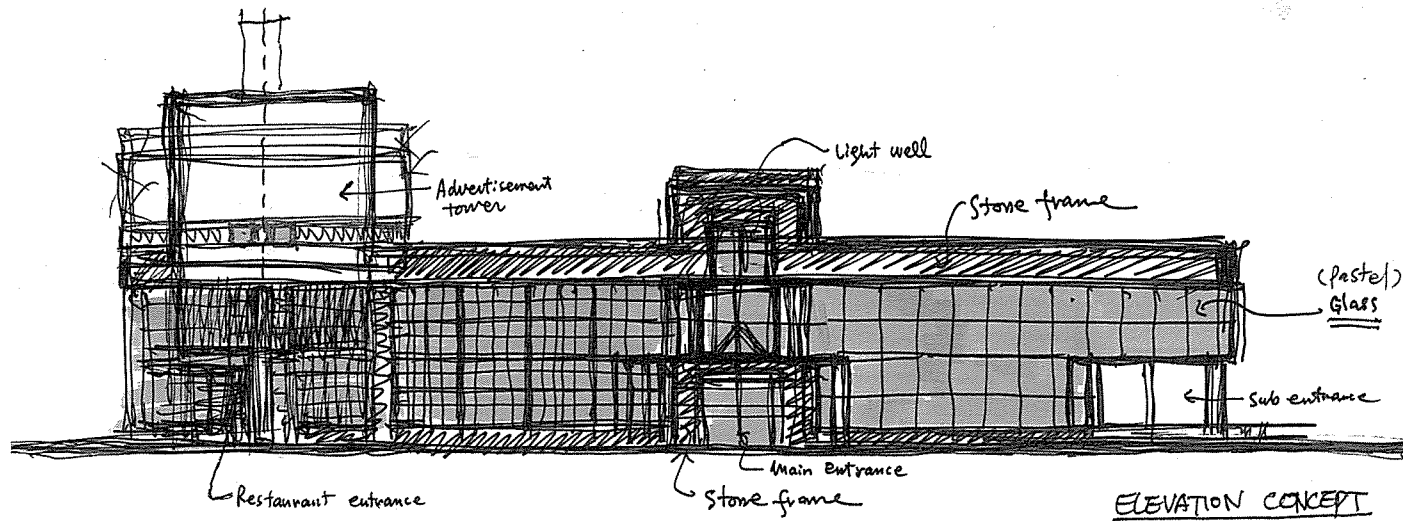 Light well
Advertisement
tower
Stone frame
(Pastel)
Glass
Sub entrance
Main entrance
Restaurant entrance
Stone frame
ELEVATION CONCEPT